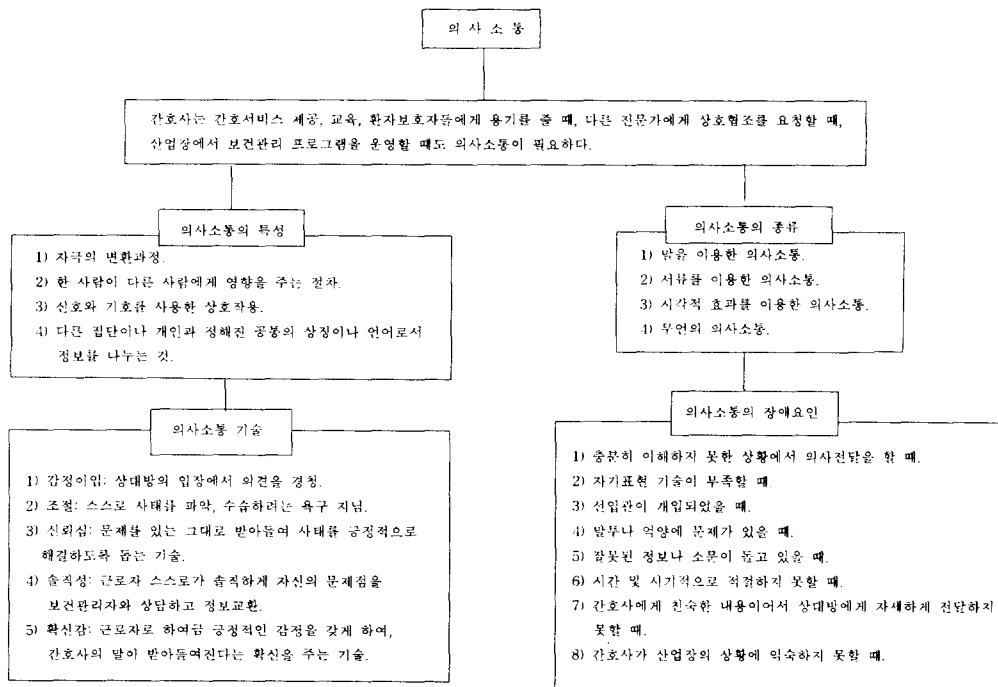 의 사 소 통
간호사는 간호서비스 제공, 교육, 환자보호자들에게 용기를 줄 때, 다른 전문가에게 상호협조를 요청할 때,
산업장에서 보건관리 프로그램을 운영할 때도 의사소통이 필요하다.
의사소통의 특성
1) 자극의 변환과정.
2) 한 사람이 다른 사람에게 영향을 주는 절차.
3) 신호와 기호를 사용한 상호작용.
4) 다른 집단이나 개인과 정해진 공통의 상징이나 언어로서
정보를 나누는 것.
의사소통의 종류
1) 말을 이용한 의사소통.
2) 서류를 이용한 의사소통.
3) 시각적 효과를 이용한 의사소통.
4) 무언의 의사소통.
의사소통 기술
1) 감정이입: 상대방의 입장에서 의견을 경청.
2) 조절: 스스로 사태를 파악, 수습하려는 욕구 지님.
3) 신뢰심: 문제를 있는 그대로 받아들여 사태를 긍정적으로
해결하도록 돕는 기술.
4) 솔직성: 근로자 스스로가 솔직하게 자신의 문제점을
보건관리자와 상담하고 정보교환.
5) 확신감: 근로자로 하여금 긍정적인 감정을 갖게 하여,
간호사의 말이 받아들여진다는 확신을 주는 기술.
의사소통의 장애요인
1) 충분히 이해하지 못한 상황에서 의사전달을 할 때.
2) 자기표현 기술이 부족할 때.
3) 선입관이 개입되었을 때.
4) 말투나 억양에 문제가 있을 때.
5) 잘못된 정보나 소문이 돌고 있을 때.
6) 시간 및 시기적으로 적절하지 못할 때.
7) 간호사에게 친숙한 내용이어서 상대방에게 자세하게 전달하지
못할 때.
8) 간호사가 산업장의 상황에 익숙하지 못할 때.